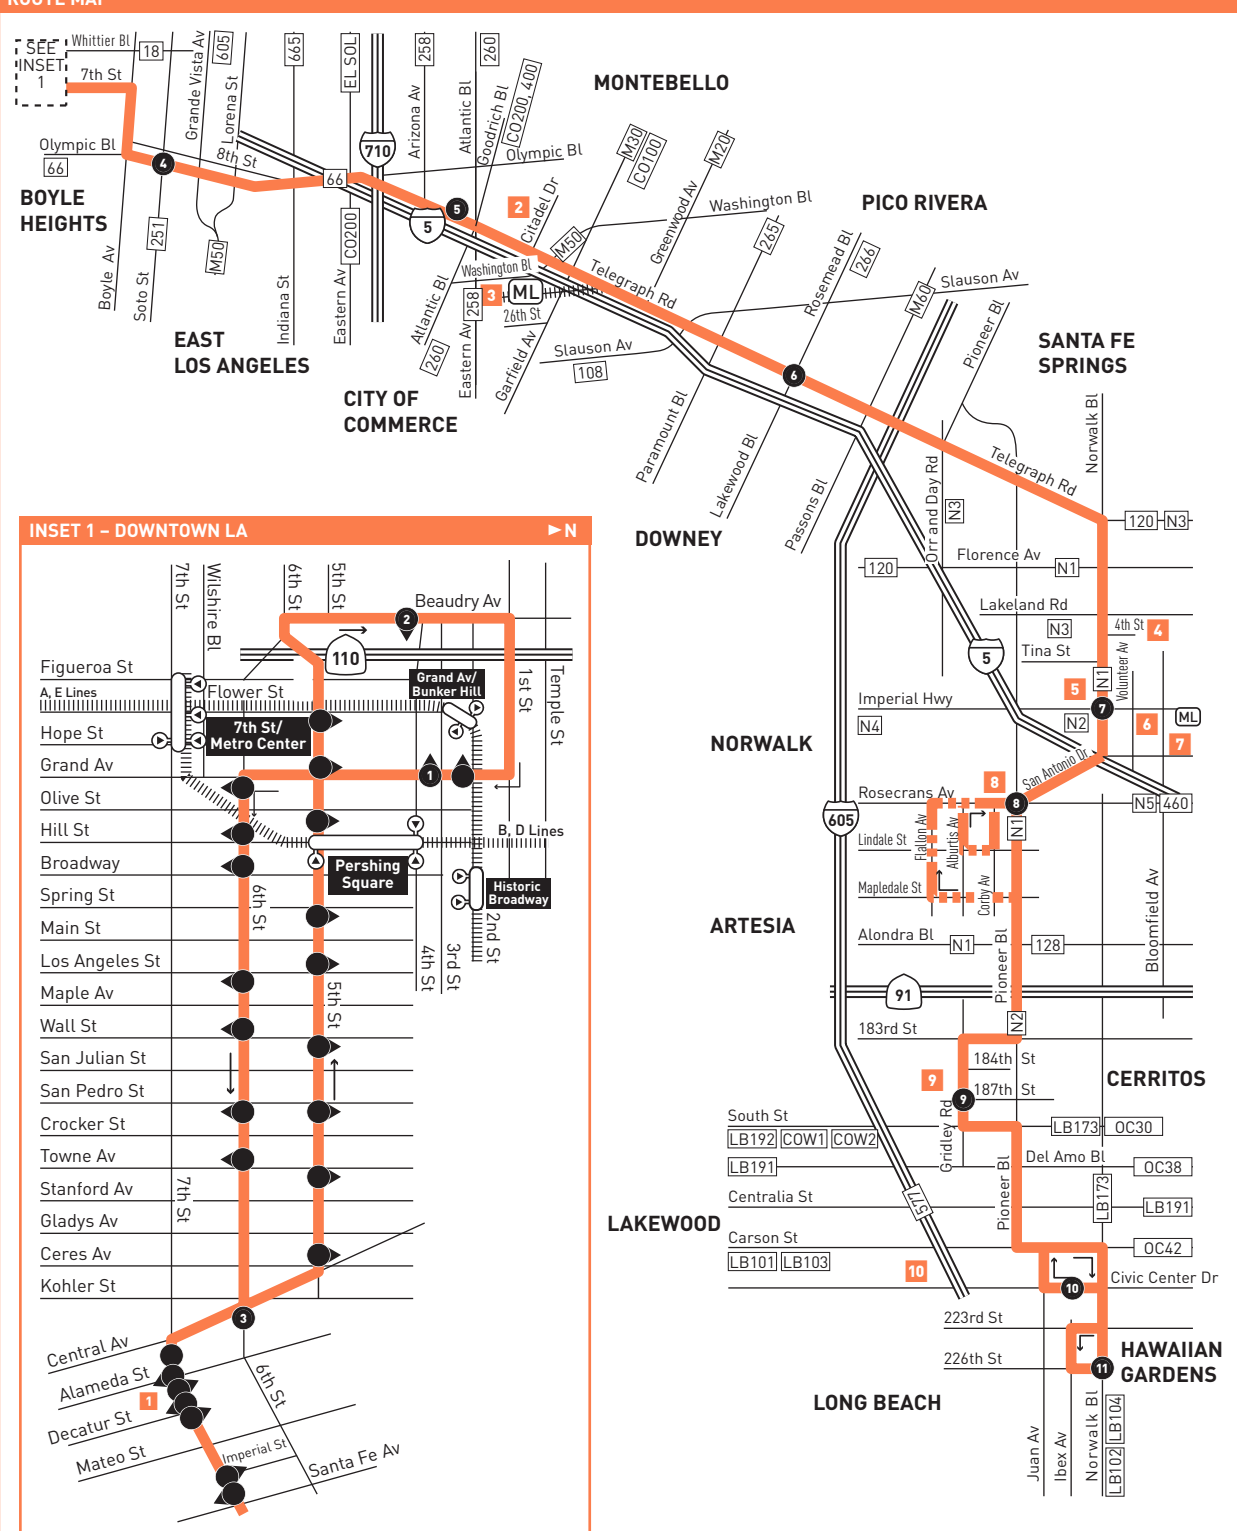 ROUTE MAP
SEE
INSET
1
Whittier Bl
18
7th St
Grande Vista Av
605
Lorena St
665
EL SOL
258
Arizona Av
260
Atlantic Bl
Goodrich Bl
CO200, 400
MONTEBELLO
M30
CO100
M20
Olympic Bl
66
4
8th St
66
710
Olympic Bl
BOYLE
HEIGHTS
5
5
2
Citadel Dr
M50
Greenwood Av
Washington Bl
265
PICO RIVERA
Rosemead Bl
266
M60
Slauson Av
Pioneer Bl
251
M50
CO200
Boyle Av
Soto St
Indiana St
Eastern Av
Atlantic Bl
260
Washington Bl
258
3
ML
26th St
Eastern Av
Garfield Av
Telegraph Rd
Slauson Av
108
EAST
LOS ANGELES
CITY OF
COMMERCE
6
SANTA FE
SPRINGS
Norwalk Bl
Paramount Bl
Lakewood Bl
Passons Bl
Telegraph Rd
Orr and Day Rd
N3
120
N3
DOWNEY
120
Florence Av
N1
Lakeland Rd
N3
4th St
4
Tina St
5
N1
Volunteer Av
5
Imperial Hwy
N4
N2
7
6
ML
7
NORWALK
San Antonio Dr
8
Rosecrans Av
8
N5
460
605
Flallon Av
Alburtis Av
N1
Lindale St
Mapledale St
Corby Av
ARTESIA
Alondra Bl
N1
128
Pioneer Bl
Bloomfield Av
91
183rd St
N2
184th St
9
187th St
9
CERRITOS
South St
LB173
OC30
LB192
COW1
COW2
Gridley Rd
LB191
Del Amo Bl
OC38
Centralia St
577
Pioneer Bl
LB173
LB191
LAKEWOOD
Carson St
OC42
LB101
LB103
10
10
Civic Center Dr
223rd St
226th St
11
HAWAIIAN
GARDENS
LONG BEACH
Juan Av
Ibex Av
Norwalk Bl
LB104
LB102
INSET 1 – DOWNTOWN LA
N
7th St
Wilshire Bl
6th St
5th St
Beaudry Av
2
110
1st St
Temple St
Figueroa St
A, E Lines
Flower St
Grand Av/
Bunker Hill
7th St/
Metro Center
Hope St
Grand Av
1
Olive St
Hill St
B, D Lines
Broadway
Pershing
Square
Historic
Broadway
Spring St
6th St
2nd St
3rd St
4th St
Main St
Los Angeles St
Maple Av
5th St
Wall St
San Julian St
San Pedro St
Crocker St
Towne Av
7th St
Stanford Av
Gladys Av
Ceres Av
Kohler St
3
Central Av
Alameda St
1
6th St
Decatur St
Mateo St
Imperial St
Santa Fe Av